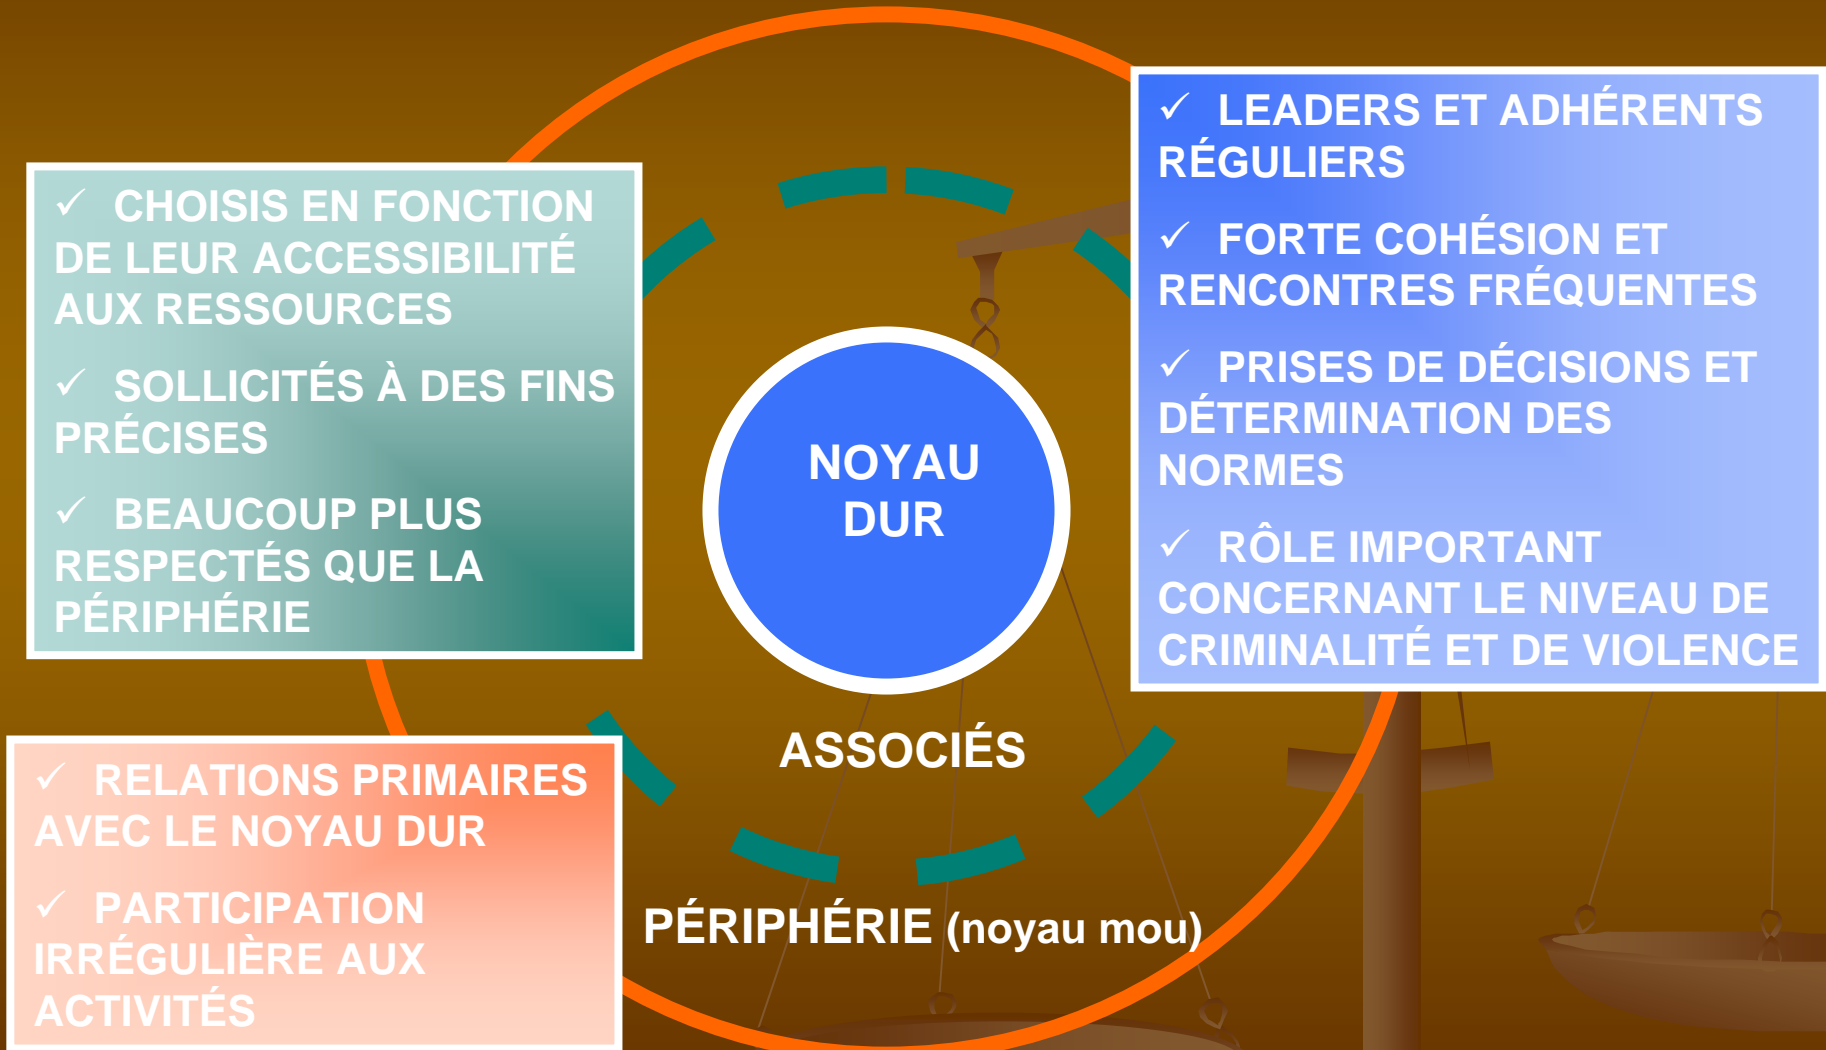 ✓ CHOISIS EN FONCTION
DE LEUR ACCESSIBILITÉ
AUX RESSOURCES
✓ SOLLICITÉS À DES FINS
PRÉCISES
✓ BEAUCOUP PLUS
RESPECTÉS QUE LA
PÉRIPHÉRIE
✓ LEADERS ET ADHÉRENTS
RÉGULIERS
✓ FORTE COHÉSION ET
RENCONTRES FRÉQUENTES
✓ PRISES DE DÉCISIONS ET
DÉTERMINATION DES
NORMES
✓ RÔLE IMPORTANT
CONCERNANT LE NIVEAU DE
CRIMINALITÉ ET DE VIOLENCE
NOYAU
DUR
ASSOCIÉS
PÉRIPHÉRIE (noyau mou)
✓ RELATIONS PRIMAIRES
AVEC LE NOYAU DUR
✓ PARTICIPATION
IRRÉGULIÈRE AUX
ACTIVITÉS